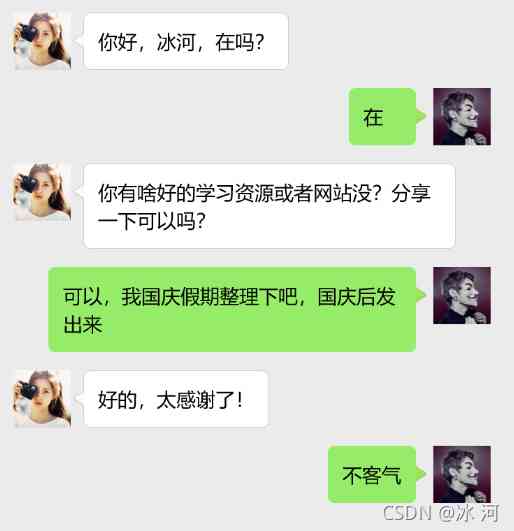 你好，冰河，在吗？
在
你有啥好的学习资源或者网站没？分享
一下可以吗？
可以，我国庆假期整理下吧，国庆后发
出来
好的，太感谢了！
不客气
CSDN @冰 河